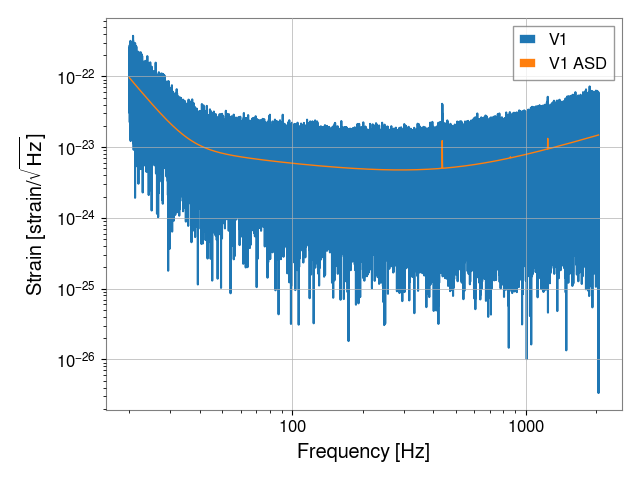 V1
V1 ASD
10⁻²²
10⁻²³
10⁻²⁴
10⁻²⁵
10⁻²⁶
Strain [strain/√Hz]
100
1000
Frequency [Hz]